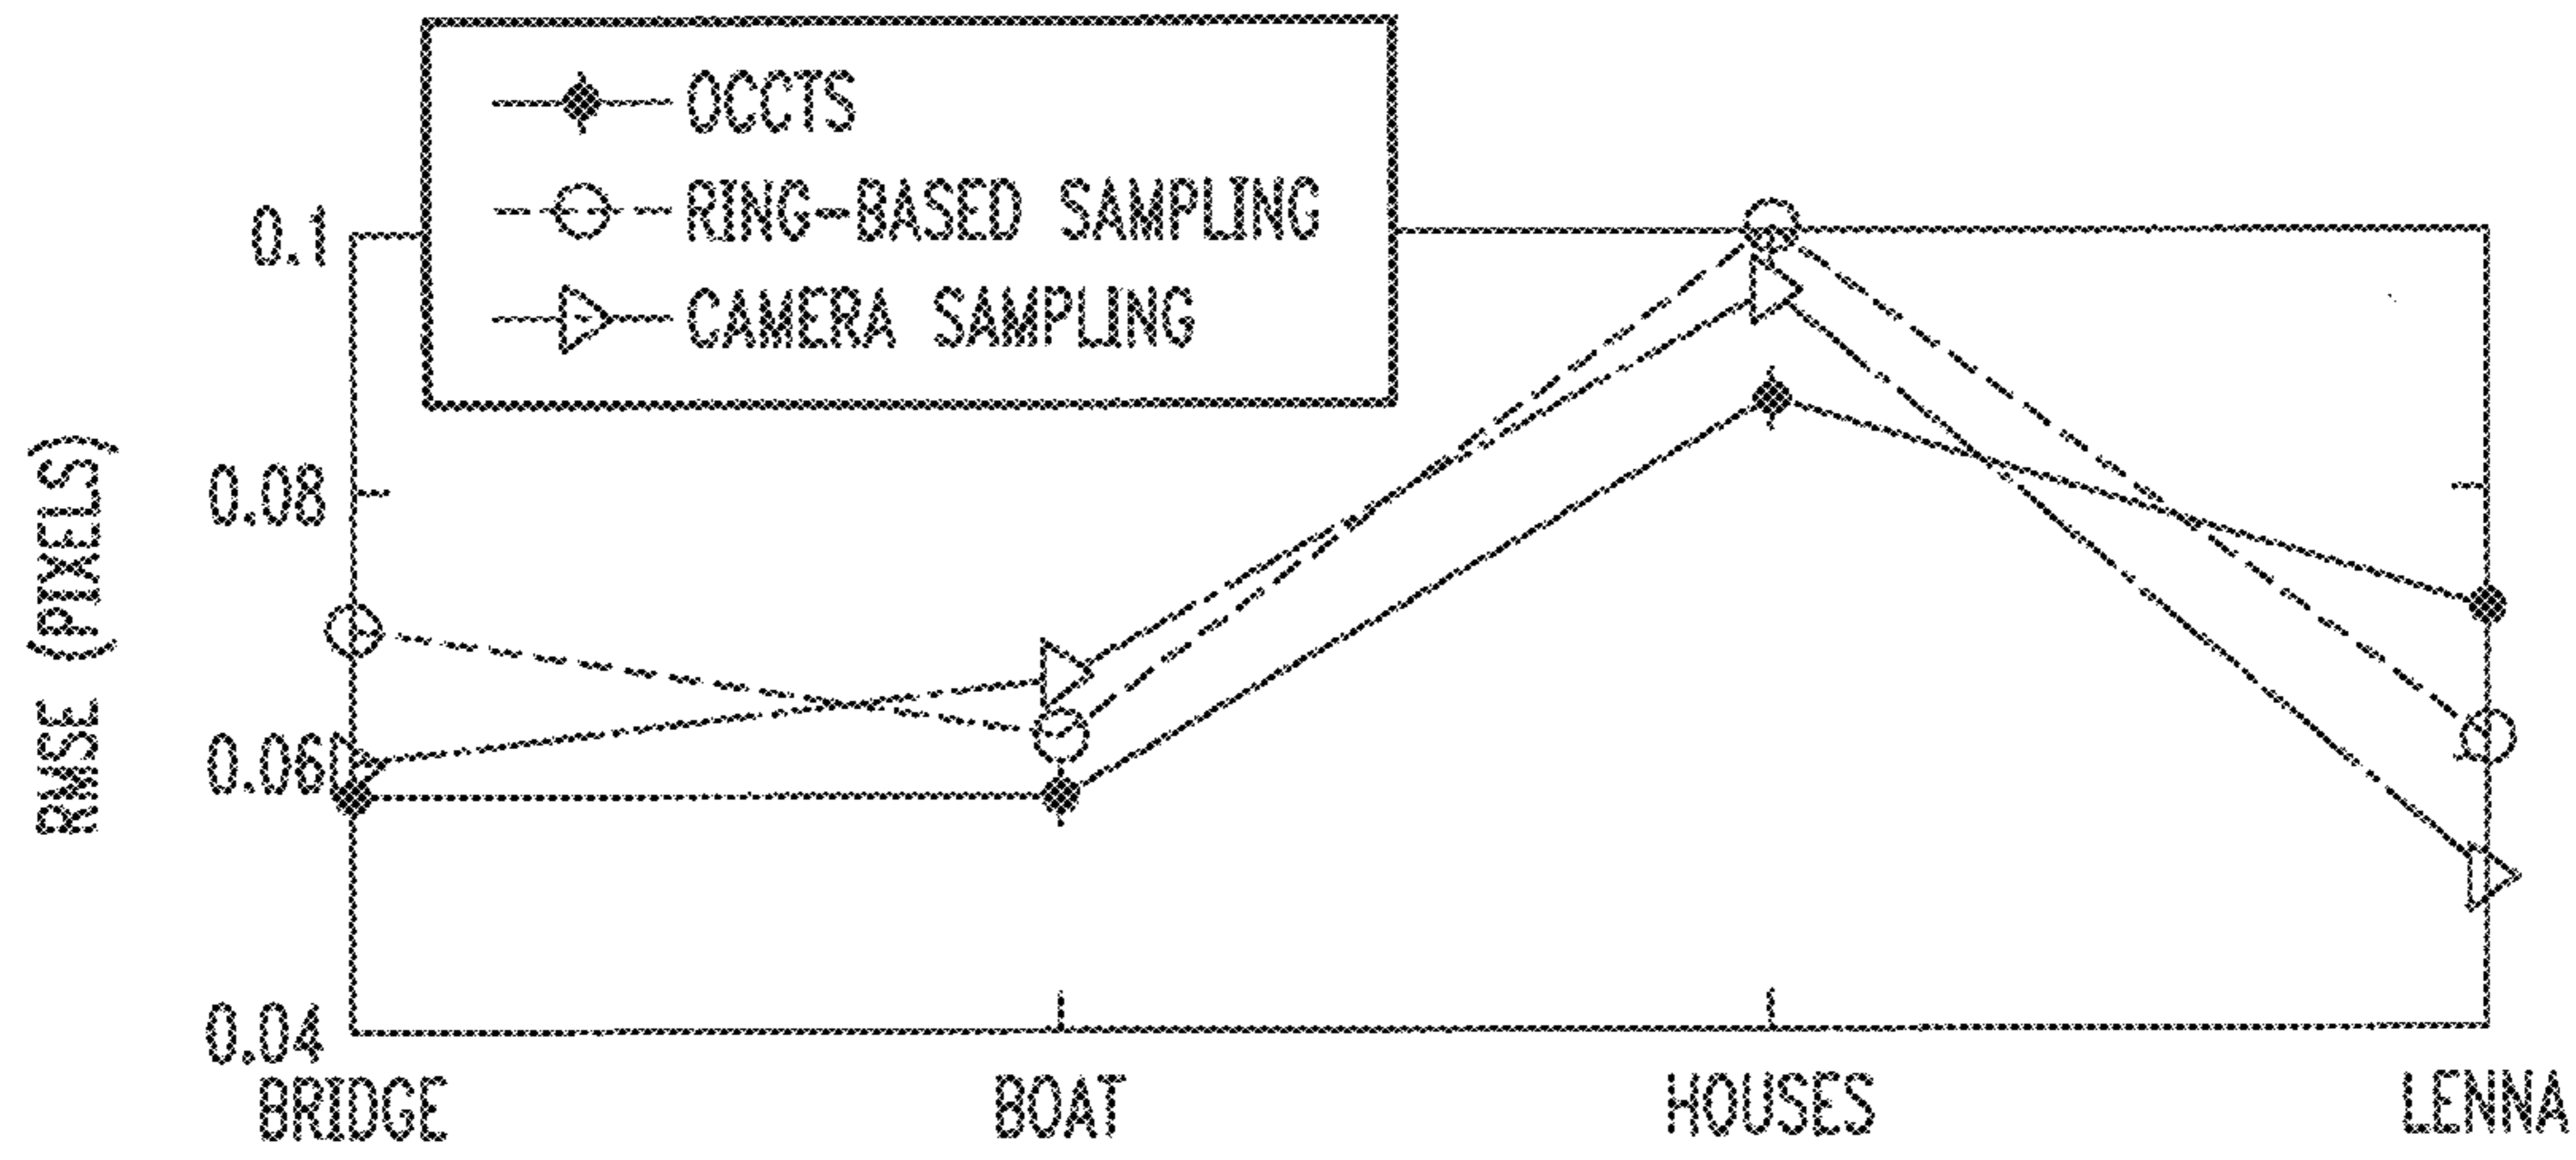 OCCTS
RING-BASED SAMPLING
CAMERA SAMPLING
0.1
0.08
0.06
0.04
RMSE (PIXELS)
BRIDGE
BOAT
HOUSES
LENNA